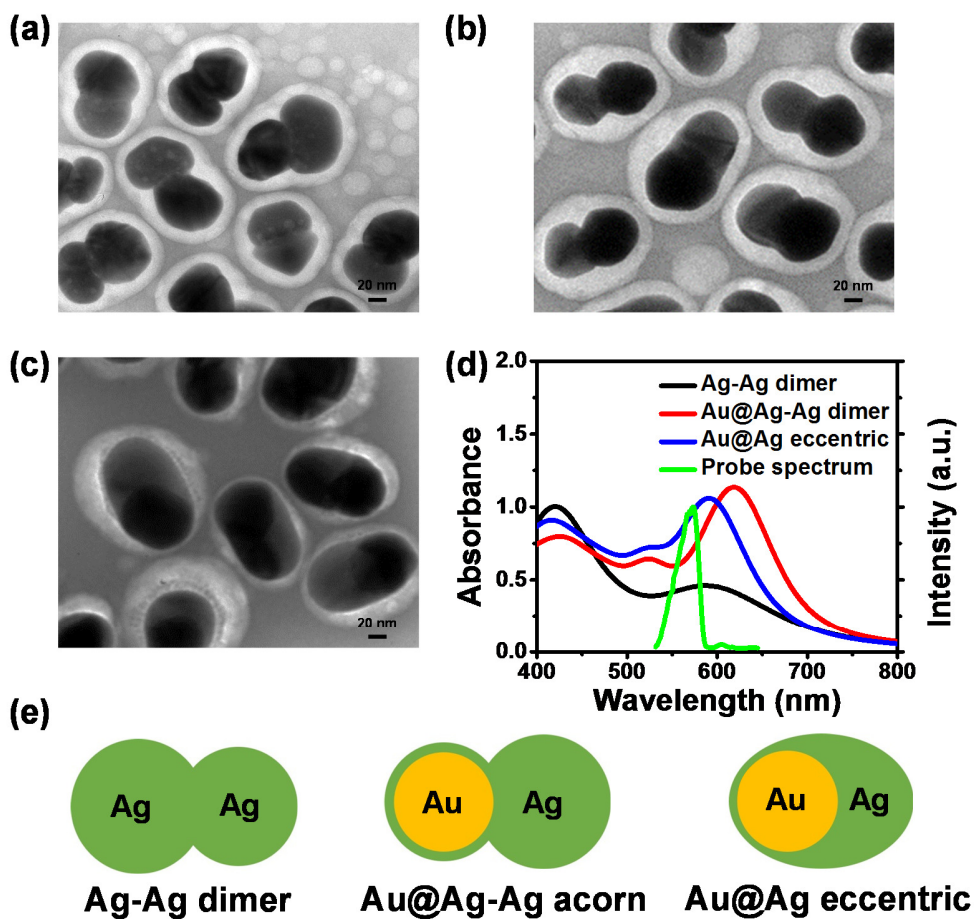 (a)
20 nm
(b)
20 nm
(c)
20 nm
(d)
2.0
1.5
1.0
0.5
0.0
Absorbance
Ag-Ag dimer
Au@Ag-Ag dimer
Au@Ag eccentric
Probe spectrum
Intensity (a.u.)
400 500 600 700 800
Wavelength (nm)
(e)
Ag Ag
Au Ag
Au Ag
Ag-Ag dimer
Au@Ag-Ag acorn
Au@Ag eccentric